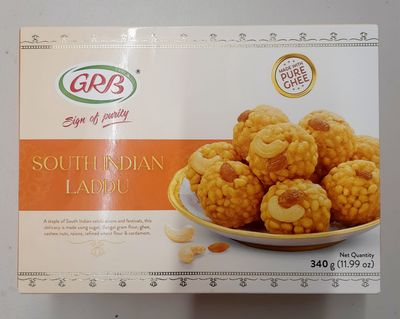 GRB
®
Sign of purity
MADE WITH
PURE
GHEE
SOUTH INDIAN
LADDU
A staple of South Indian celebrations and festivals, this
delicacy is made using sugar, Bengal gram flour, ghee,
cashew nuts, raisins, refined wheat flour & cardamom.
Net Quantity
340 g (11.99 oz)